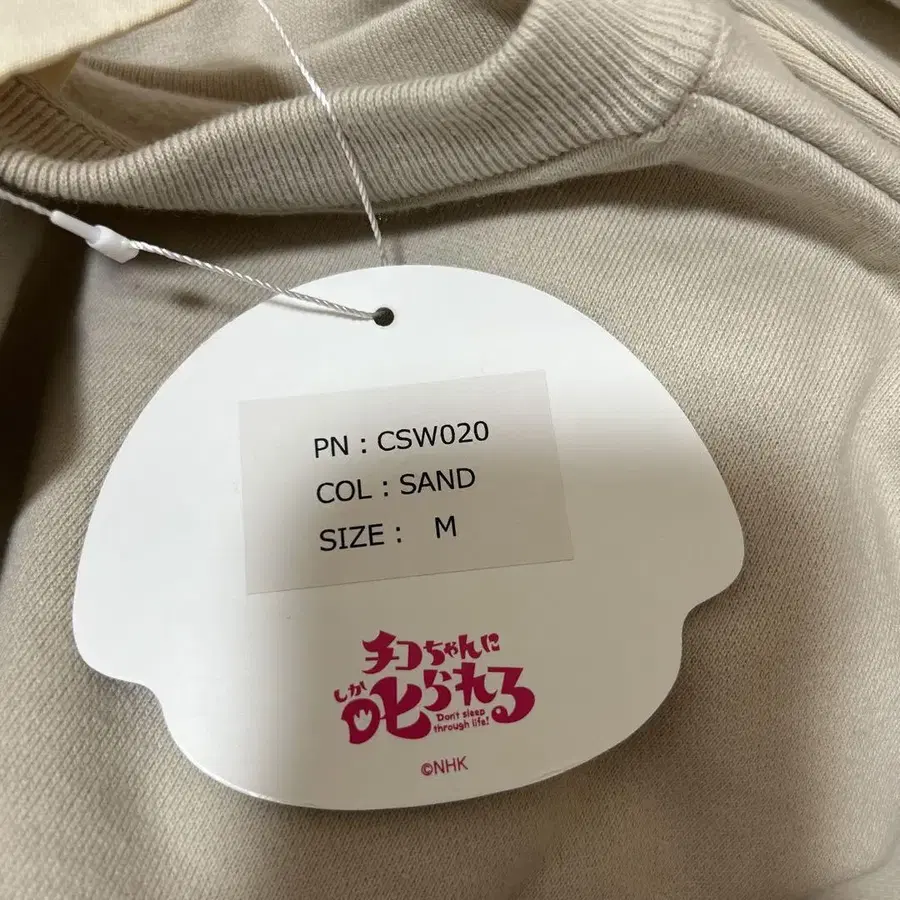 PN : CSW020
COL : SAND
SIZE : M
チコちゃんに
しか
叱られる
Don't sleep
through life!
©NHK